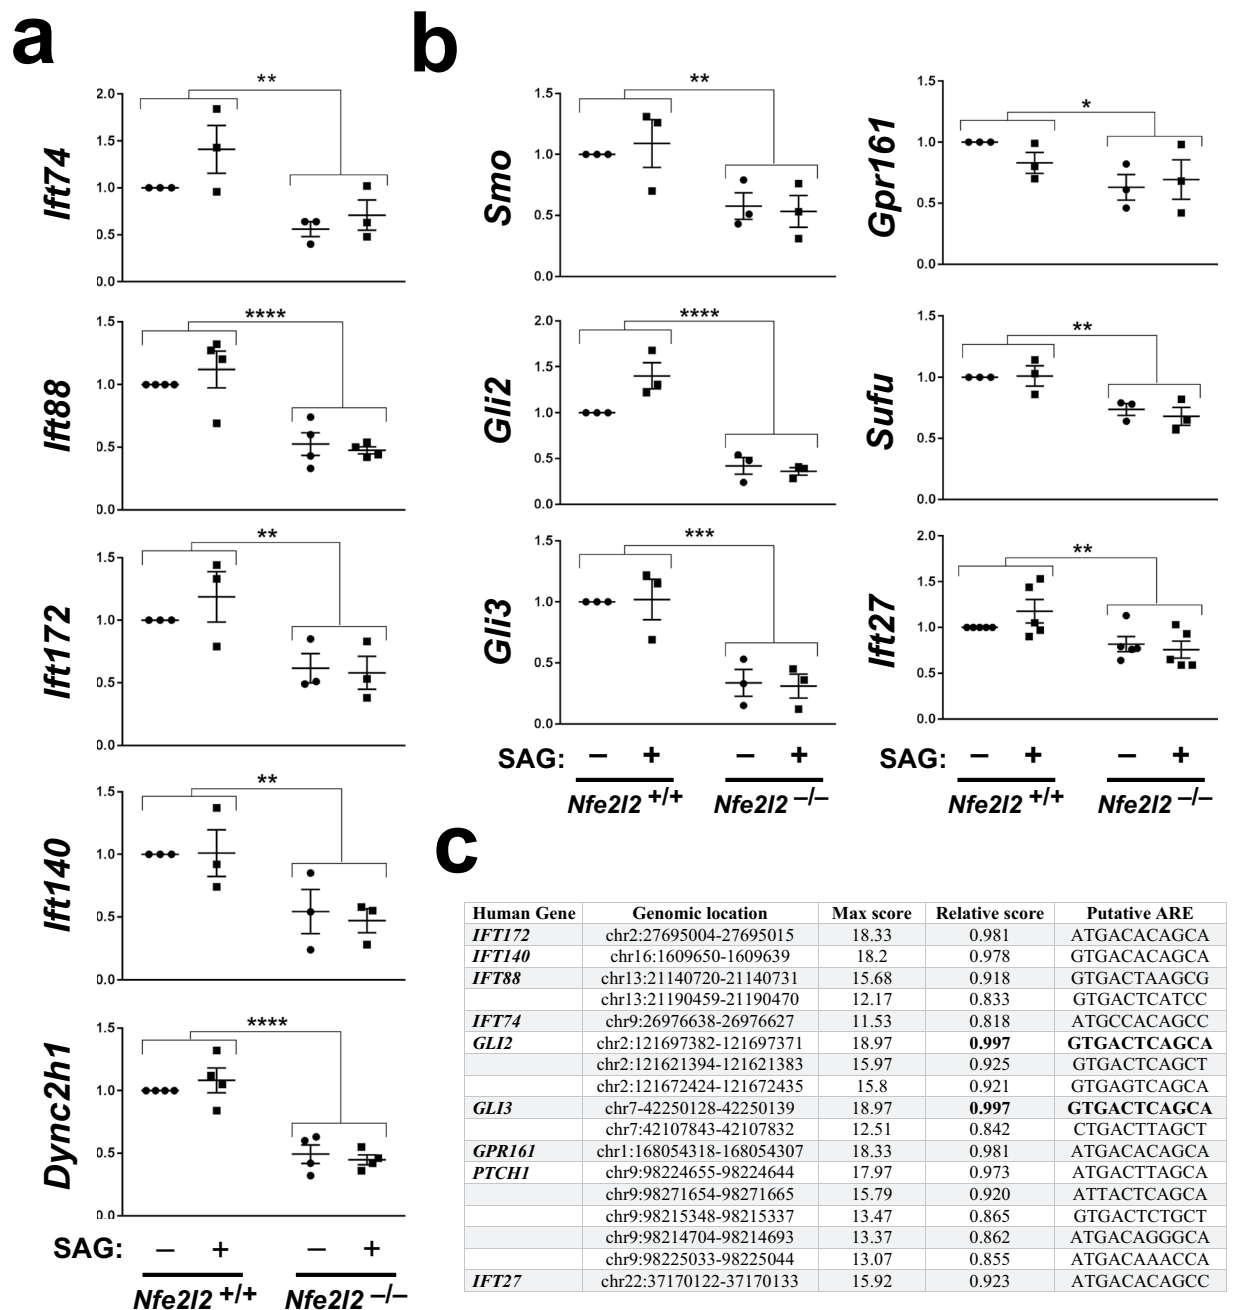 a
**
2.0
1.5
1.0
0.5
0.0
Ift74
****
1.5
1.0
0.5
0.0
Ift88
**
1.5
1.0
0.5
0.0
Ift172
**
1.5
1.0
0.5
0.0
Ift140
****
1.5
1.0
0.5
0.0
Dync2h1
SAG: – + – +
Nfe2l2 +/+ Nfe2l2 –/–
b
**
1.5
1.0
0.5
0.0
Smo
*
1.5
1.0
0.5
0.0
Gpr161
****
2.0
1.5
1.0
0.5
0.0
Gli2
**
1.5
1.0
0.5
0.0
Sufu
***
1.5
1.0
0.5
0.0
Gli3
**
2.0
1.5
1.0
0.5
0.0
Ift27
SAG: – + – + SAG: – + – +
Nfe2l2 +/+ Nfe2l2 –/– Nfe2l2 +/+ Nfe2l2 –/–
c
Human Gene Genomic location Max score Relative score Putative ARE
IFT172 chr2:27695004-27695015 18.33 0.981 ATGACACAGCA
IFT140 chr16:1609650-1609639 18.2 0.978 GTGACACAGCA
IFT88 chr13:21140720-21140731 15.68 0.918 GTGACTAAGCG
chr13:21190459-21190470 12.17 0.833 GTGACTCATCC
IFT74 chr9:26976638-26976627 11.53 0.818 ATGCCACAGCC
GLI2 chr2:121697382-121697371 18.97 0.997 GTGACTCAGCA
chr2:121621394-121621383 15.97 0.925 GTGACTCAGCT
chr2:121672424-121672435 15.8 0.921 GTGAGTCAGCA
GLI3 chr7-42250128-42250139 18.97 0.997 GTGACTCAGCA
chr7:42107843-42107832 12.51 0.842 CTGACTTAGCT
GPR161 chr1:168054318-168054307 18.33 0.981 ATGACACAGCA
PTCH1 chr9:98224655-98224644 17.97 0.973 ATGACTTAGCA
chr9:98271654-98271665 15.79 0.920 ATTACTCAGCA
chr9:98215348-98215337 13.47 0.865 GTGACTCTGCT
chr9:98214704-98214693 13.37 0.862 ATGACAGGGCA
chr9:98225033-98225044 13.07 0.855 ATGACAAACCA
IFT27 chr22:37170122-37170133 15.92 0.923 ATGACACAGCC